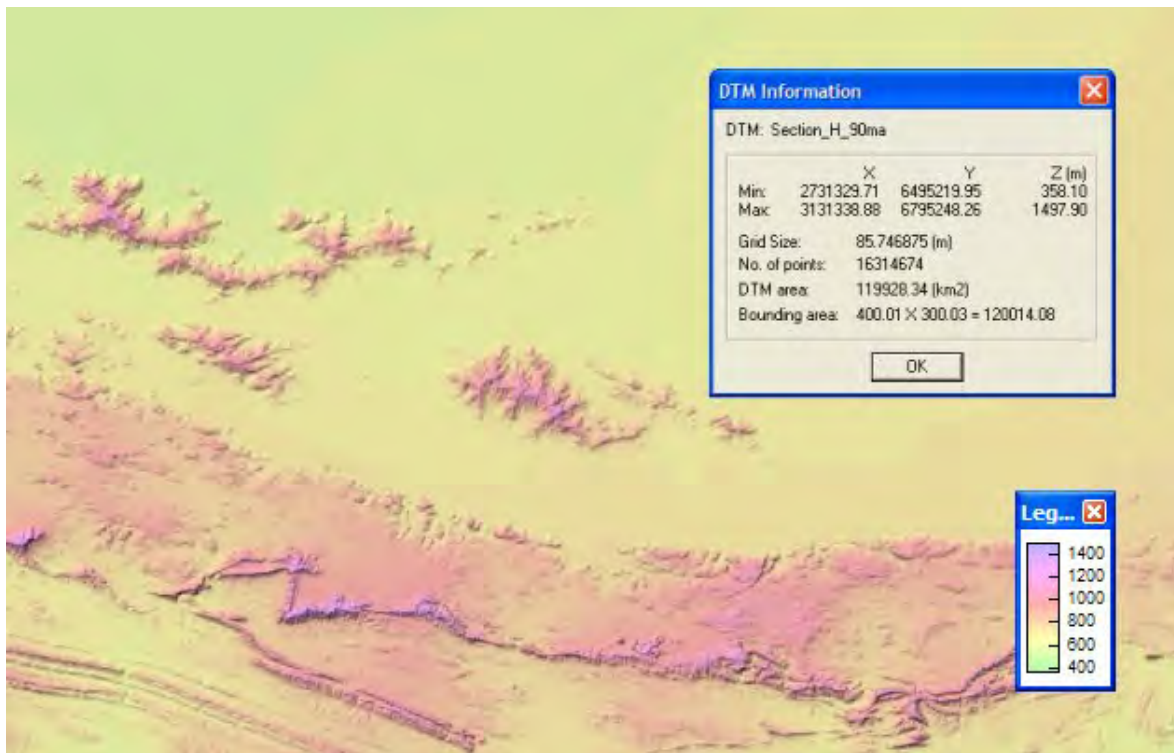 DTM Information
DTM: Section_H_90ma
X Y Z (m)
Min: 2731329.71 6495219.95 358.10
Max: 3131338.88 6795248.26 1497.90
Grid Size: 85.746875 (m)
No. of points: 16314674
DTM area: 119928.34 (km2)
Bounding area: 400.01 X 300.03 = 120014.08
OK
Leg...
1400
1200
1000
800
600
400